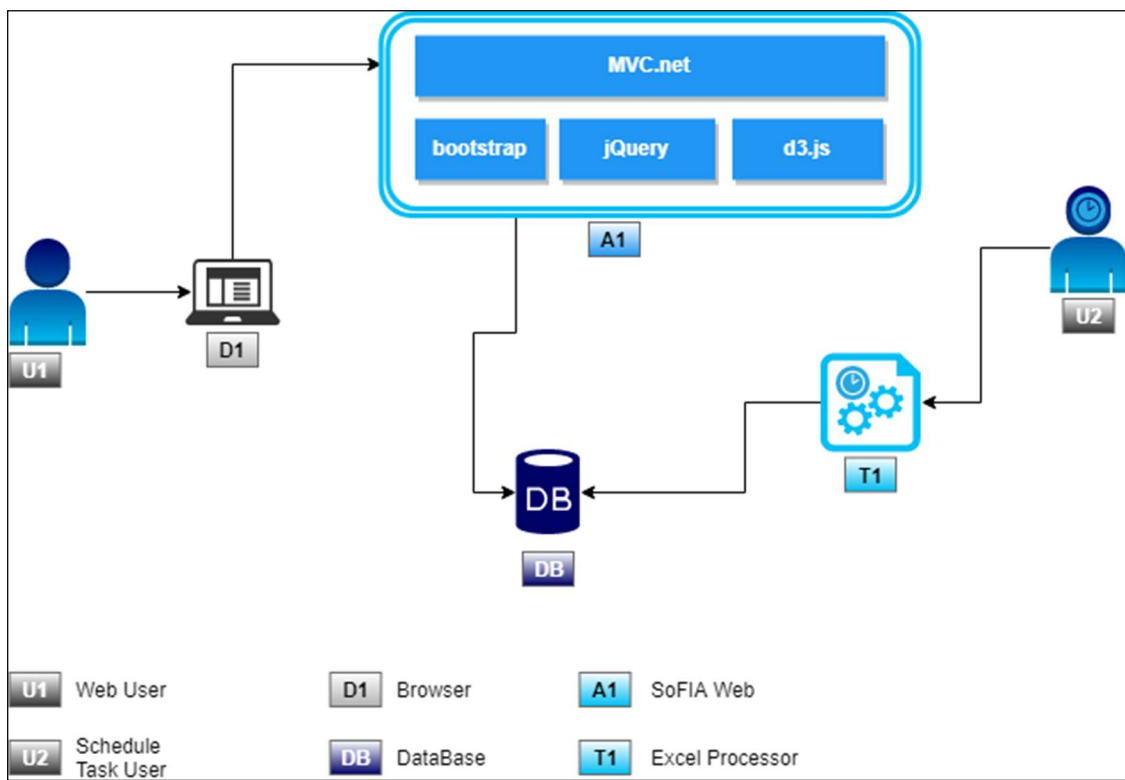 MVC.net
bootstrap jQuery d3.js
A1
U2
D1
U1
T1
DB
DB
U1 Web User D1 Browser A1 SoFIA Web
U2 Schedule
Task User DB DataBase T1 Excel Processor